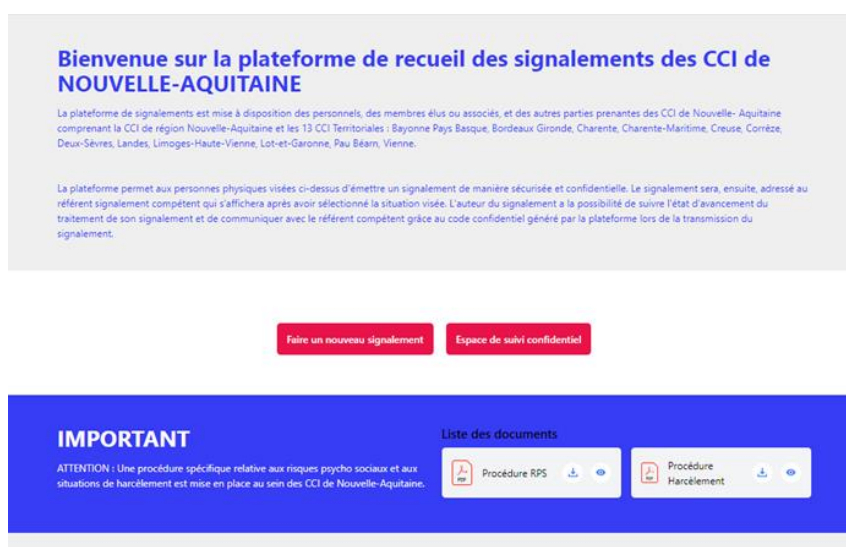 Bienvenue sur la plateforme de recueil des signalements des CCI de
NOUVELLE-AQUITAINE
La plateforme de signalements est mise à disposition des personnels, des membres élus ou associés, et des autres parties prenantes des CCI de Nouvelle- Aquitaine
comprenant la CCI de région Nouvelle-Aquitaine et les 13 CCI Territoriales : Bayonne Pays Basque, Bordeaux Gironde, Charente, Charente-Maritime, Creuse, Corrèze,
Deux-Sèvres, Landes, Limoges-Haute-Vienne, Lot-et-Garonne, Pau Béarn, Vienne.
La plateforme permet aux personnes physiques visées ci-dessus d'émettre un signalement de manière sécurisée et confidentielle. Le signalement sera, ensuite, adressé au
référent signalement compétent qui s'affichera après avoir sélectionné la situation visée. L'auteur du signalement a la possibilité de suivre l'état d'avancement du
traitement de son signalement et de communiquer avec le référent compétent grâce au code confidentiel généré par la plateforme lors de la transmission du
signalement.
Faire un nouveau signalement
Espace de suivi confidentiel
IMPORTANT
ATTENTION : Une procédure spécifique relative aux risques psycho sociaux et aux
situations de harcèlement est mise en place au sein des CCI de Nouvelle-Aquitaine.
Liste des documents
PDF
Procédure RPS
PDF
Procédure
Harcèlement